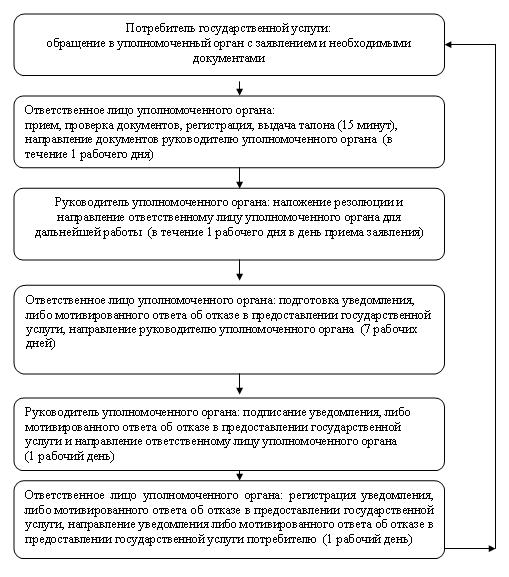 Потребитель государственной услуги:
обращение в уполномоченный орган с заявлением и необходимыми
документами
Ответственное лицо уполномоченного органа:
прием, проверка документов, регистрация, выдача талона (15 минут),
направление документов руководителю уполномоченного органа (в
течение 1 рабочего дня)
Руководитель уполномоченного органа: наложение резолюции и
направление ответственному лицу уполномоченного органа для
дальнейшей работы (в течение 1 рабочего дня в день приема заявления)
Ответственное лицо уполномоченного органа: подготовка уведомления,
либо мотивированного ответа об отказе в предоставлении государственной
услуги, направление руководителю уполномоченного органа (7 рабочих
дней)
Руководитель уполномоченного органа: подписание уведомления, либо
мотивированного ответа об отказе в предоставлении государственной
услуги и направление ответственному лицу уполномоченного органа
(1 рабочий день)
Ответственное лицо уполномоченного органа: регистрация уведомления,
либо мотивированного ответа об отказе в предоставлении государственной
услуги, направление уведомления либо мотивированного ответа об отказе в
предоставлении государственной услуги потребителю (1 рабочий день)